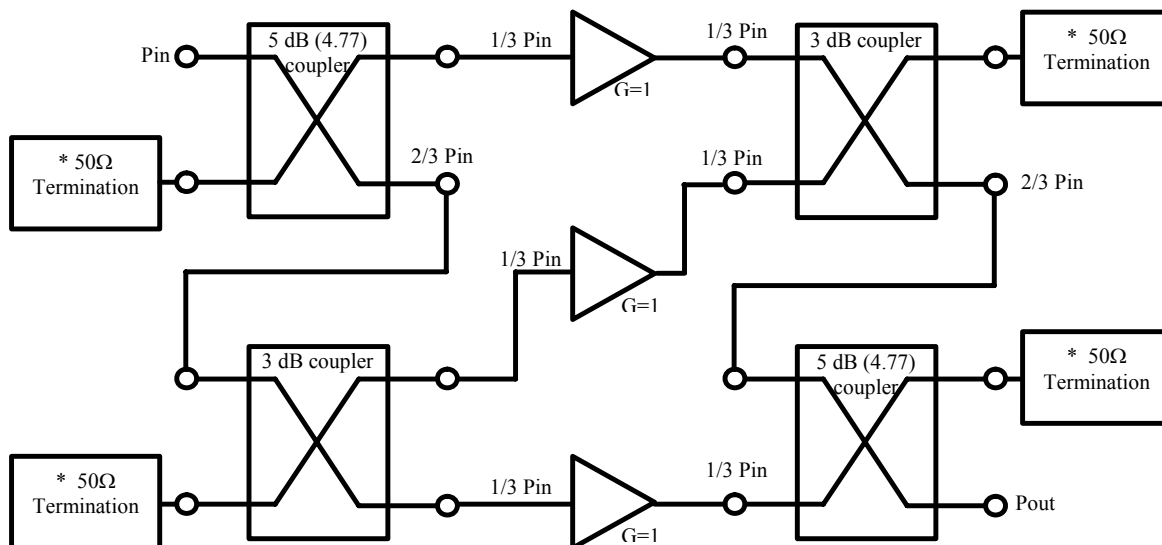 5 dB (4.77)
coupler
1/3 Pin
1/3 Pin
3 dB coupler
* 50Ω
Termination
Pin
G=1
* 50Ω
Termination
2/3 Pin
1/3 Pin
2/3 Pin
1/3 Pin
G=1
3 dB coupler
5 dB (4.77)
coupler
* 50Ω
Termination
* 50Ω
Termination
1/3 Pin
1/3 Pin
Pout
G=1